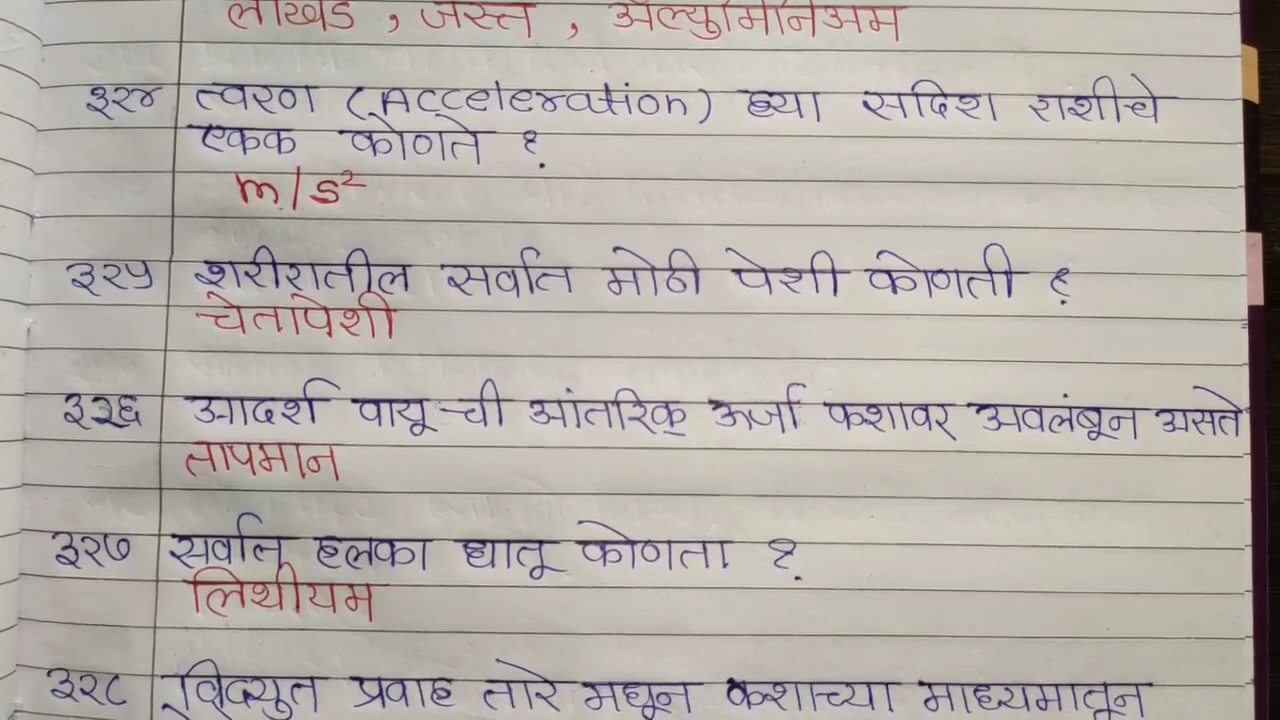 लोखंड , जस्त , अ‍ॅल्युमिनिअम
३२४ त्वरण (Acceleration) ह्या सदिश राशीचे
एकक कोणते ?
m/s²
३२५ शरीरातील सर्वात मोठी पेशी कोणती ?
चेतापेशी
३२६ आदर्श वायू ची आंतरिक ऊर्जा कशावर अवलंबून असते
तापमान
३२७ सर्वात हलका धातू कोणता ?
लिथीयम
३२८ विद्युत प्रवाह तारे मधून कशाच्या माध्यमातून